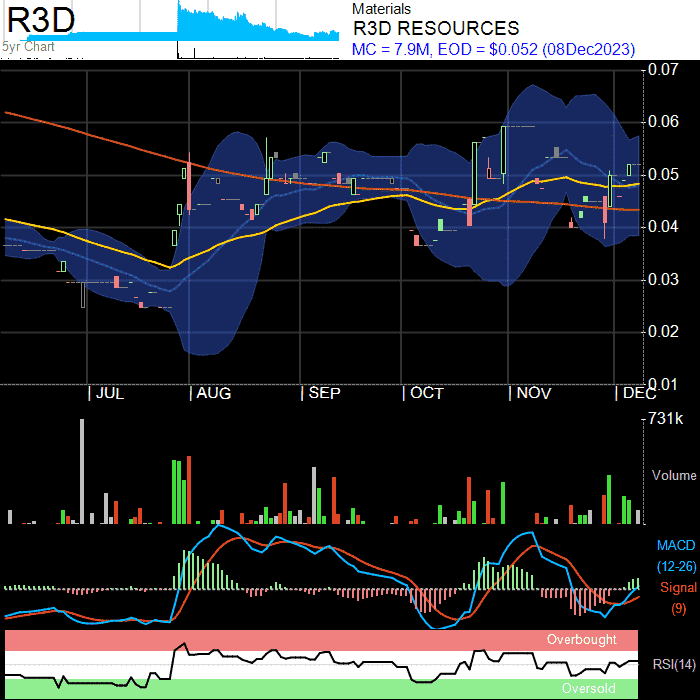 R3D
5yr Chart
Materials
R3D RESOURCES
MC = 7.9M, EOD = $0.052 (08Dec2023)
0.07
0.06
0.05
0.04
0.03
0.02
0.01
JUL
AUG
SEP
OCT
NOV
DEC
731k
Volume
MACD
(12-26)
Signal
(9)
Overbought
RSI(14)
Oversold